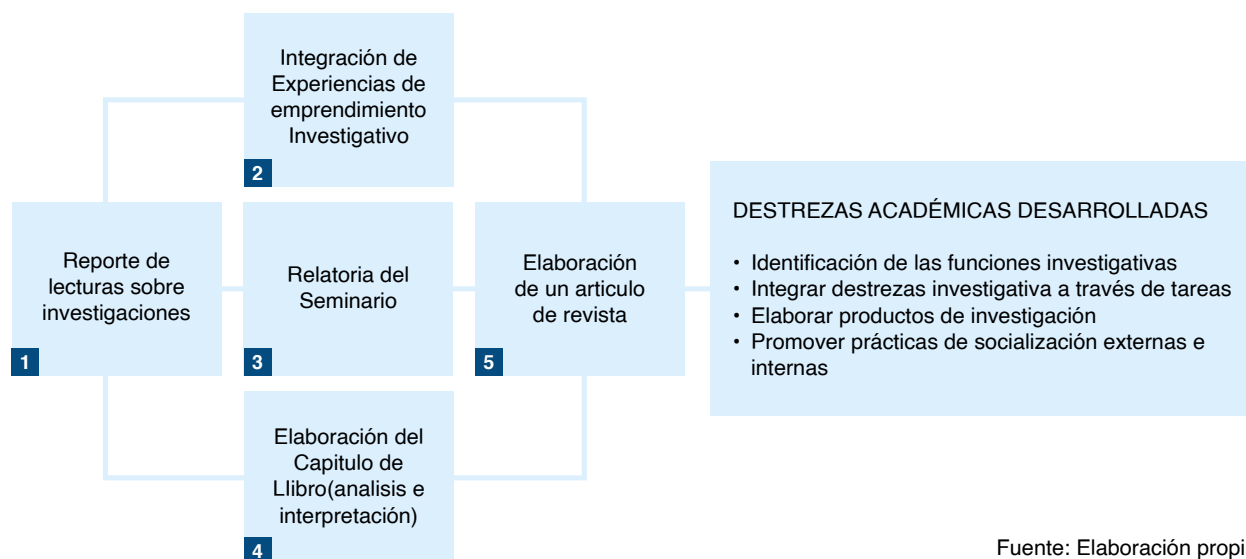 Integración de
Experiencias de
emprendimiento
Investigativo
2
Reporte de
lecturas sobre
investigaciones
1
Relatoria del
Seminario
3
Elaboración
de un articulo
de revista
5
Elaboración del
Capitulo de
Llibro(analisis e
interpretación)
4
DESTREZAS ACADÉMICAS DESARROLLADAS
• Identificación de las funciones investigativas
• Integrar destrezas investigativa a través de tareas
• Elaborar productos de investigación
• Promover prácticas de socialización externas e
internas
Fuente: Elaboración propi